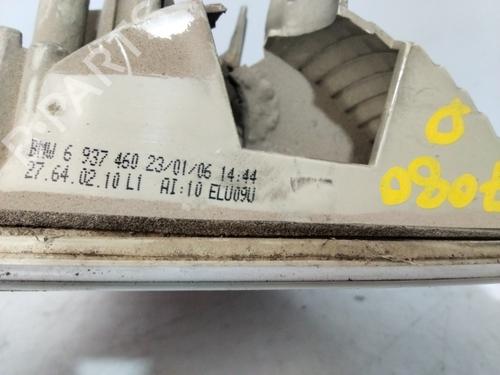 BMW 6 937 460 23/01/06 14:44
27.64.02.10 L1 AI:10 ELU09U